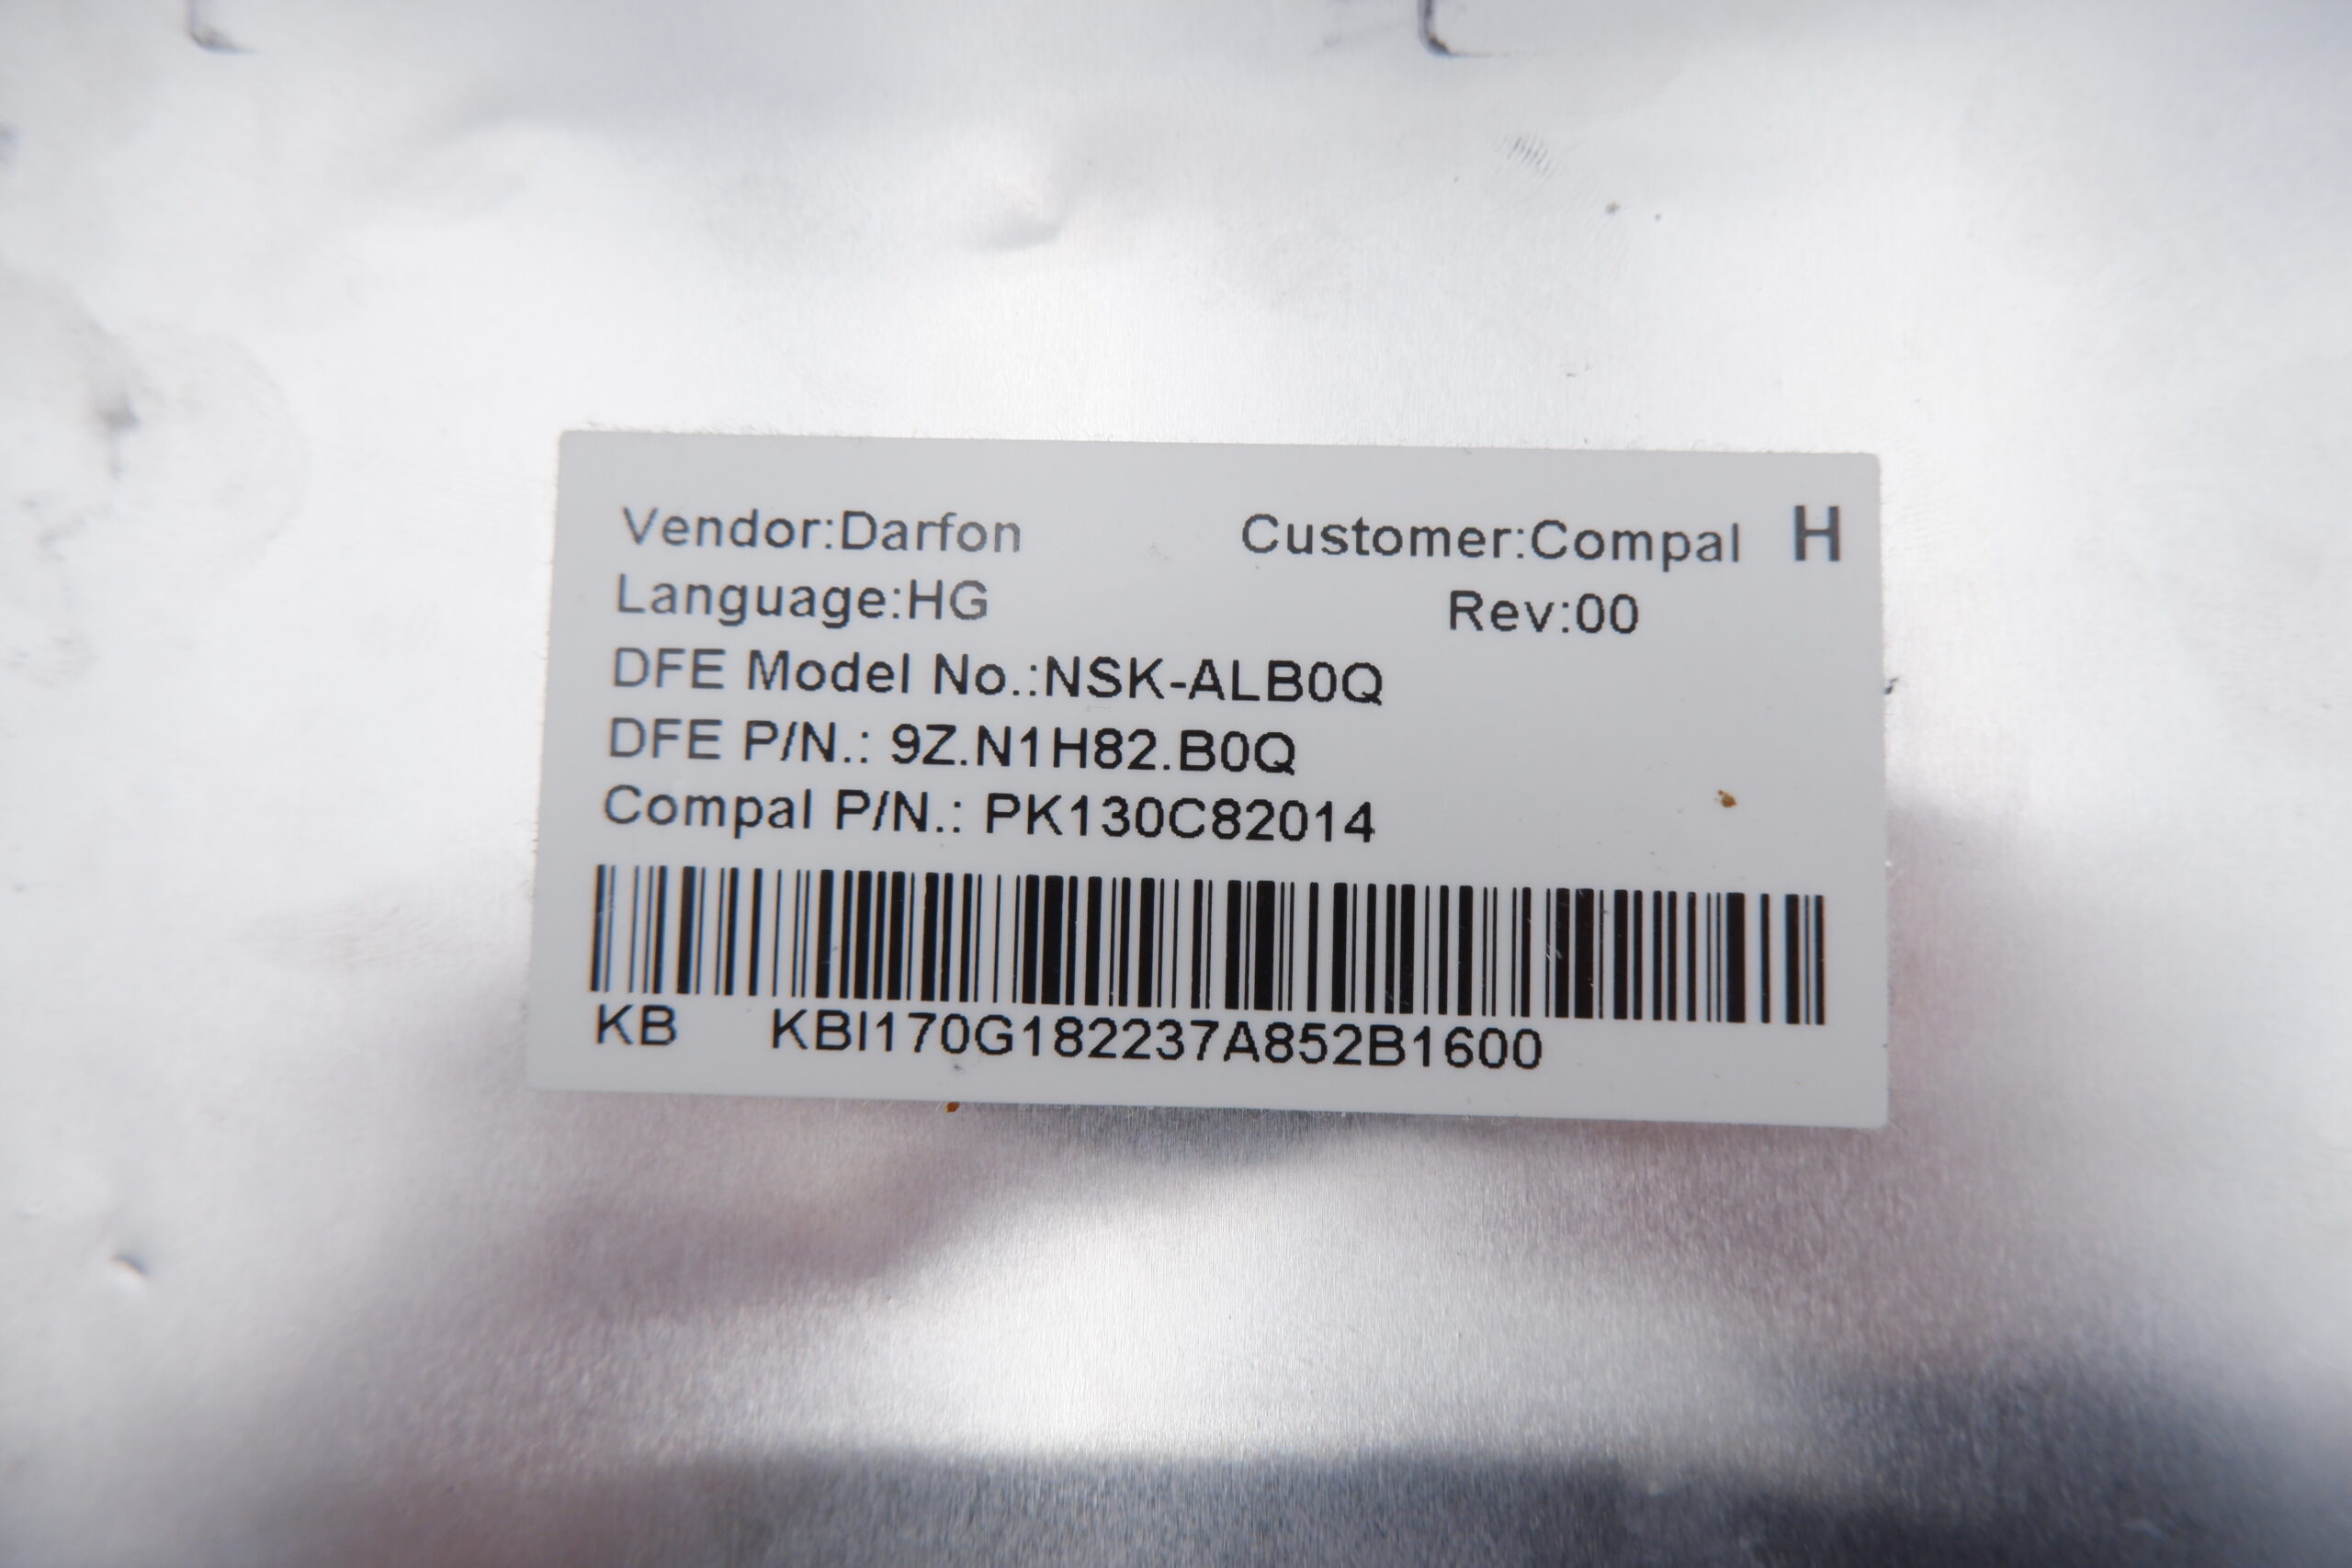 Vendor:Darfon Customer:Compal H
Language:HG Rev:00
DFE Model No.:NSK-ALB0Q
DFE P/N.: 9Z.N1H82.B0Q
Compal P/N.: PK130C82014
KB KBI170G182237A852B1600